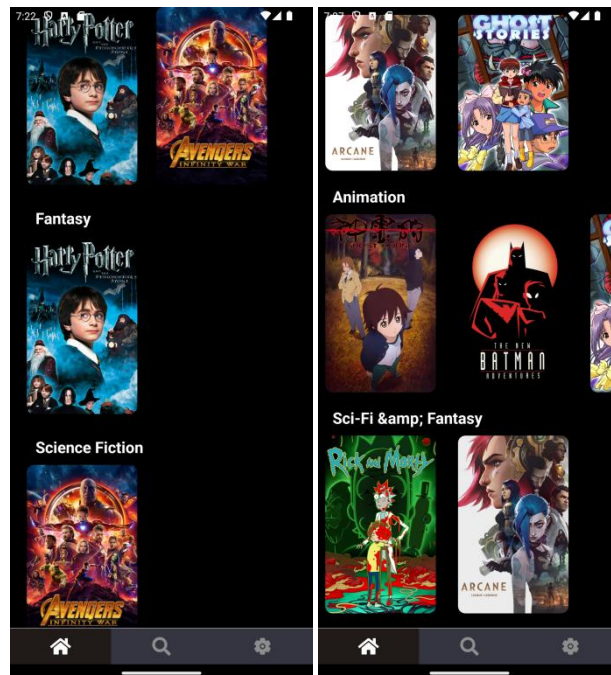 7:22
Harry Potter
AVENGERS
INFINITY WAR
Fantasy
Harry Potter
Science Fiction
AVENGERS
INFINITY WAR
ARCANE
GHOST
STORIES
Animation
THE NEW
BATMAN
ADVENTURES
Sci-Fi &amp;amp; Fantasy
Rick and Morty
ARCANE